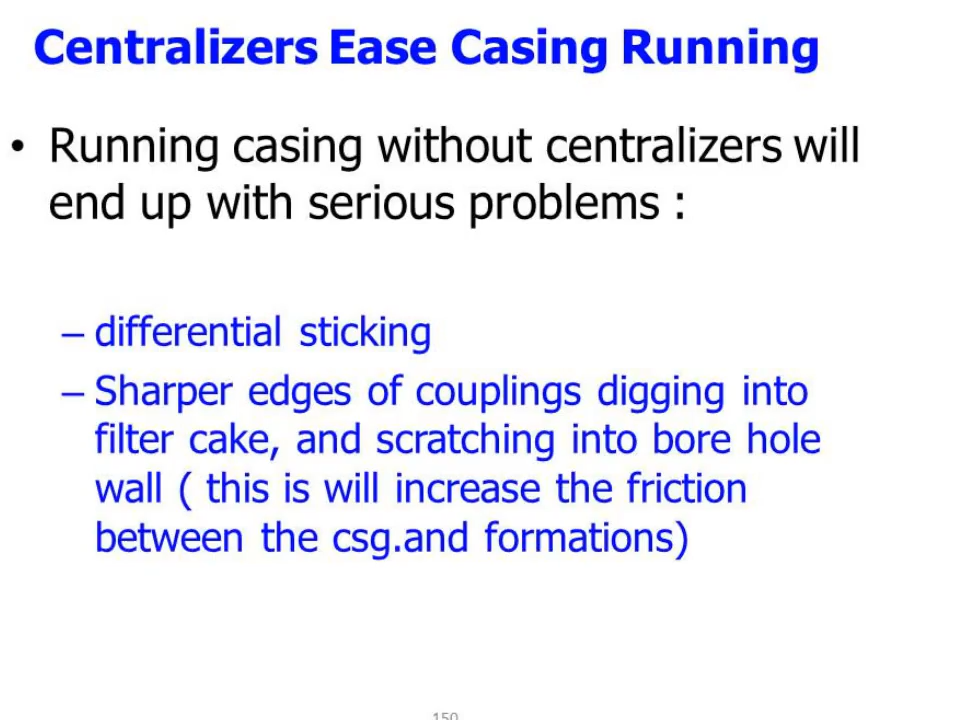 Centralizers Ease Casing Running
• Running casing without centralizers will
end up with serious problems :
– differential sticking
– Sharper edges of couplings digging into
filter cake, and scratching into bore hole
wall ( this is will increase the friction
between the csg.and formations)
150